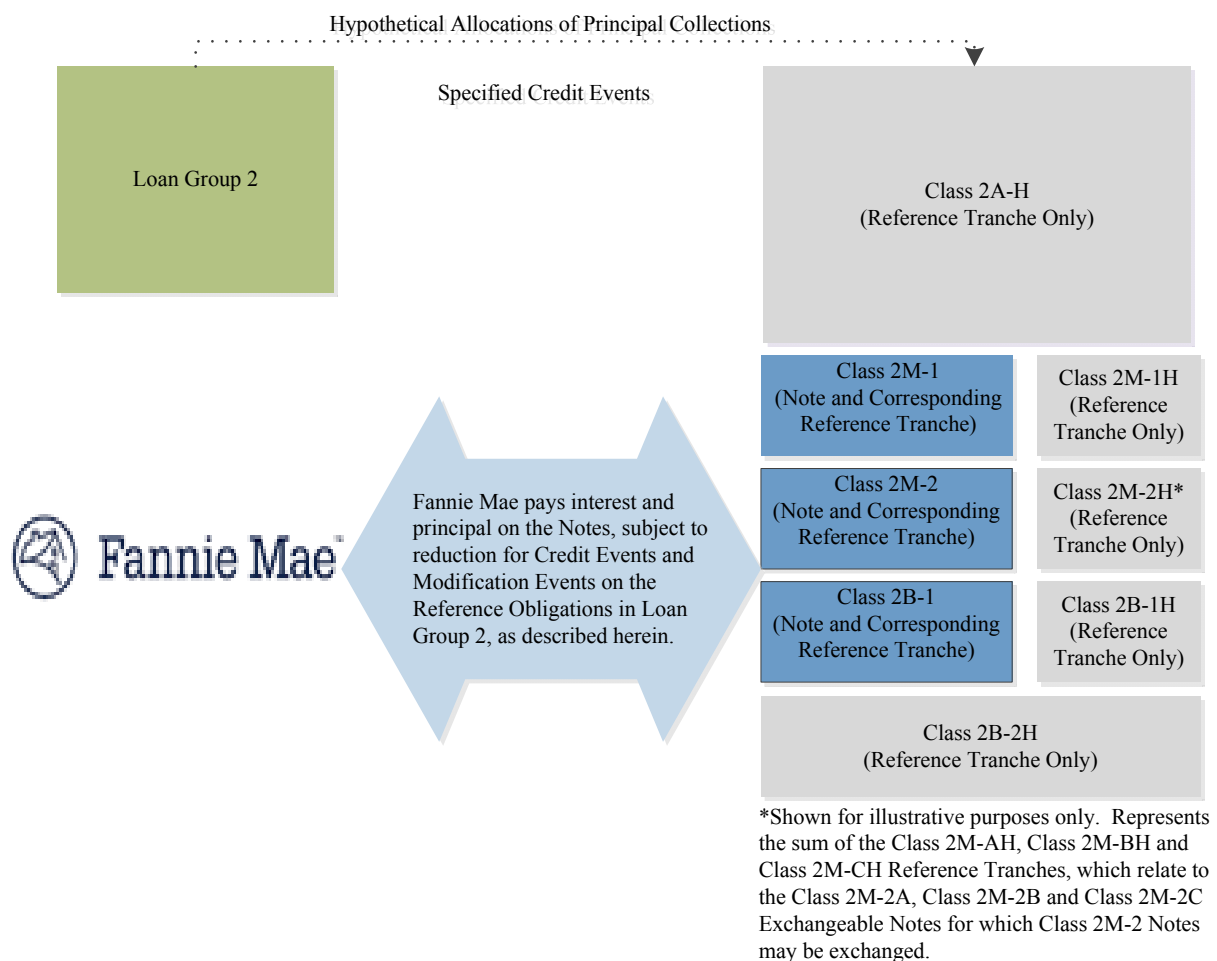 Hypothetical Allocations of Principal Collections
Specified Credit Events
Loan Group 2
Class 2A-H
(Reference Tranche Only)
Class 2M-1
(Note and Corresponding
Reference Tranche)
Class 2M-1H
(Reference
Tranche Only)
Fannie Mae pays interest and
principal on the Notes, subject to
reduction for Credit Events and
Modification Events on the
Reference Obligations in Loan
Group 2, as described herein.
Class 2M-2
(Note and Corresponding
Reference Tranche)
Class 2M-2H*
(Reference
Tranche Only)
Fannie Mae™
Class 2B-1
(Note and Corresponding
Reference Tranche)
Class 2B-1H
(Reference
Tranche Only)
Class 2B-2H
(Reference Tranche Only)
*Shown for illustrative purposes only.  Represents
the sum of the Class 2M-AH, Class 2M-BH and
Class 2M-CH Reference Tranches, which relate to
the Class 2M-2A, Class 2M-2B and Class 2M-2C
Exchangeable Notes for which Class 2M-2 Notes
may be exchanged.